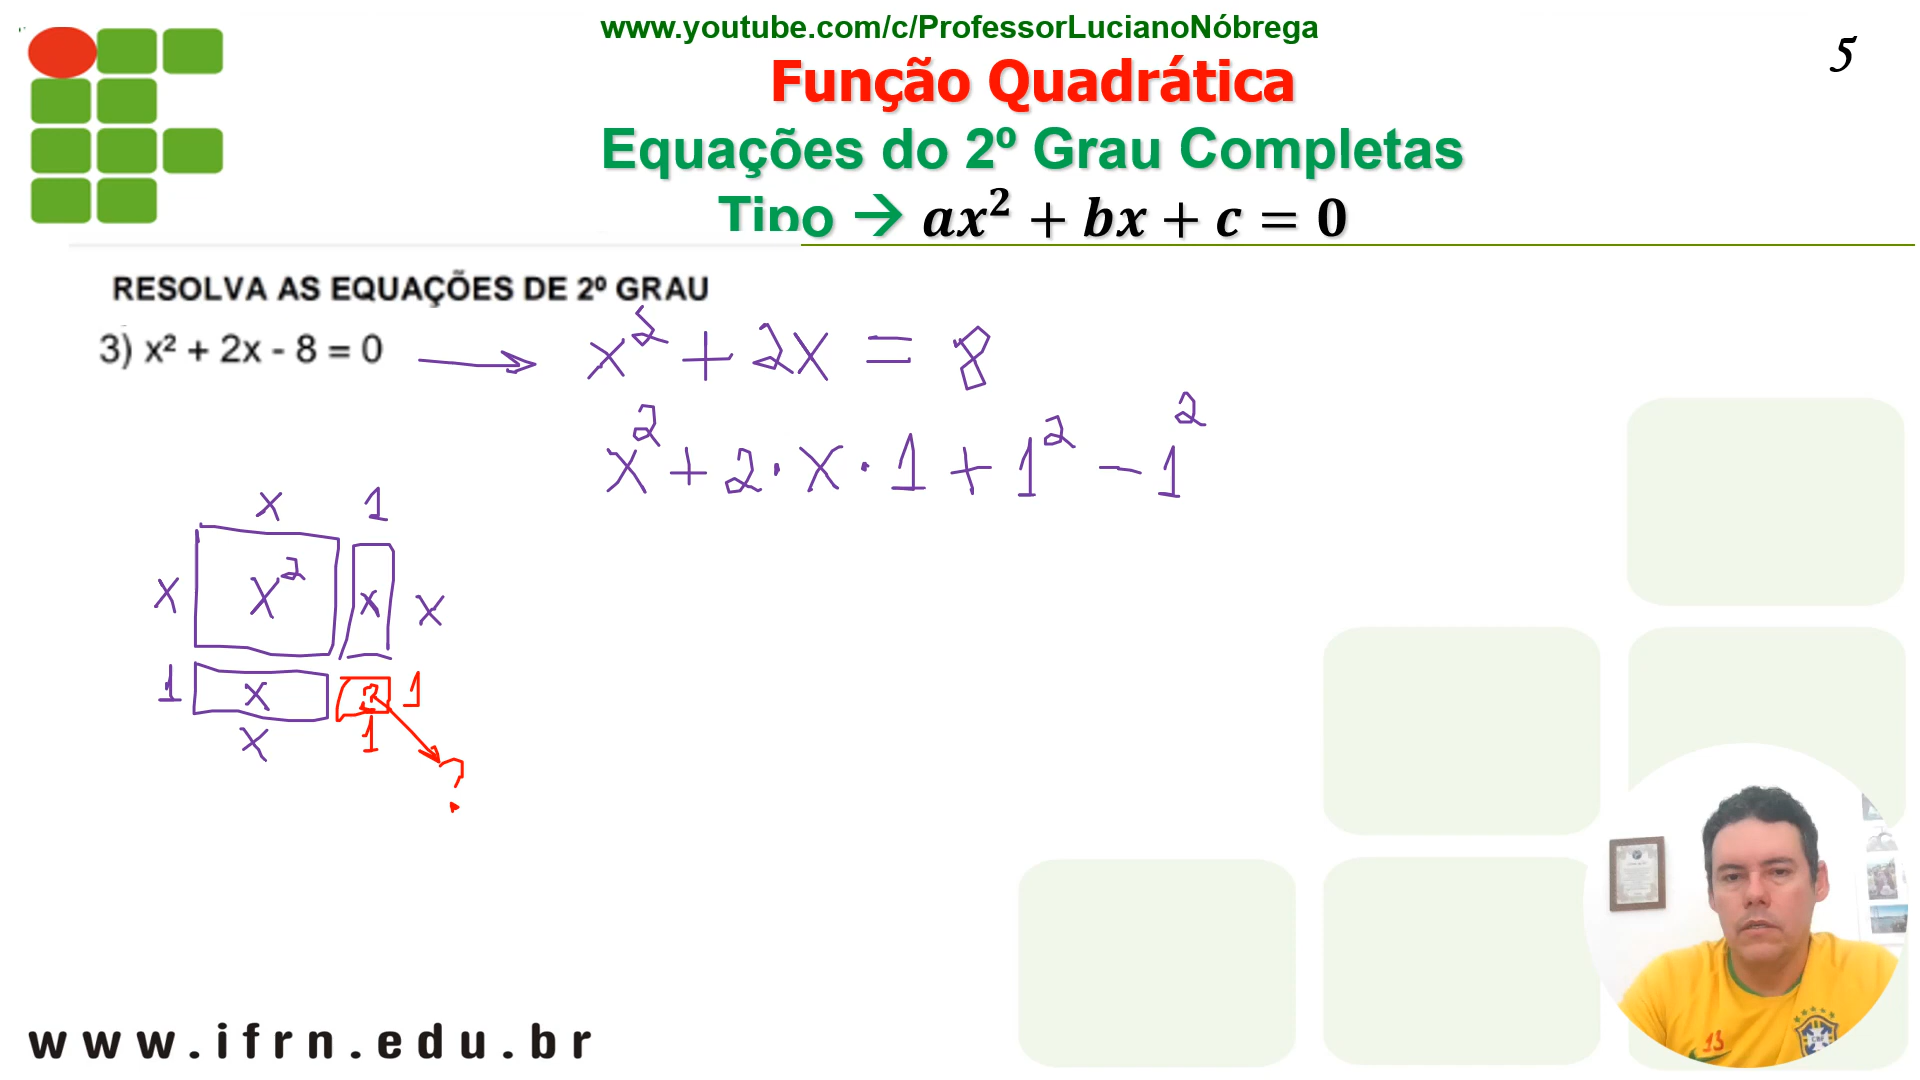 www.youtube.com/c/ProfessorLucianoNóbrega
5
Função Quadrática
Equações do 2º Grau Completas
Tipo → ax² + bx + c = 0
RESOLVA AS EQUAÇÕES DE 2º GRAU
3) x² + 2x - 8 = 0 → x² + 2x = 8
x² + 2 · x · 1 + 1² - 1²
x 1
x x² x x
1 x 1
x 1
?
www.ifrn.edu.br
13
CBF